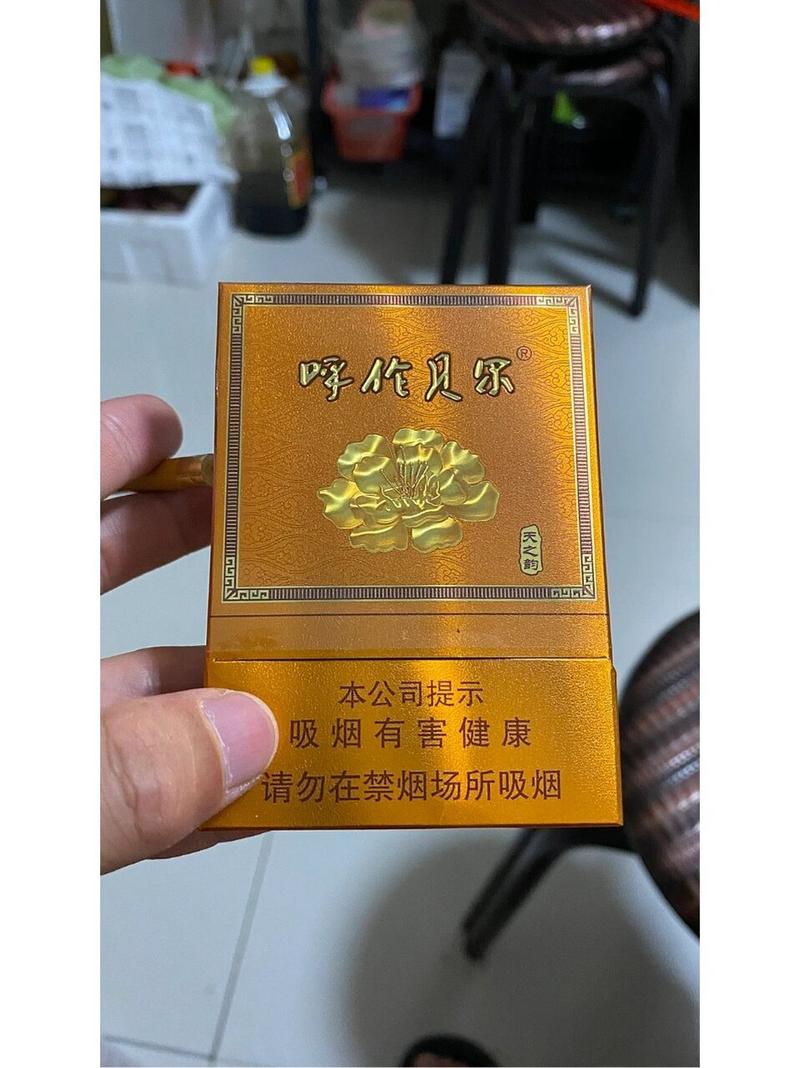 呼伦贝尔®
天之韵
本公司提示
吸烟有害健康
请勿在禁烟场所吸烟